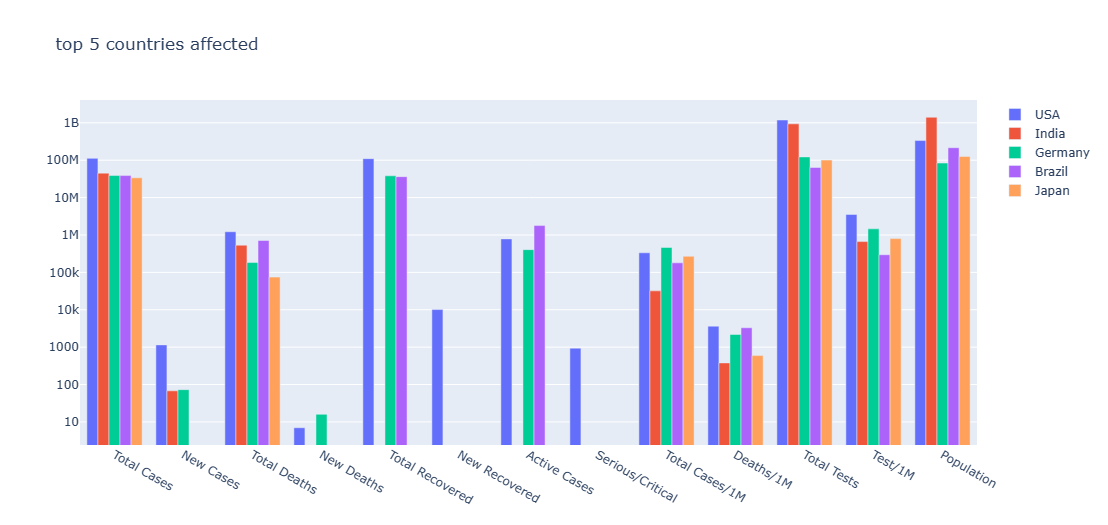 top 5 countries affected
1B
100M
10M
1M
100k
10k
1000
100
10
Total Cases
New Cases
Total Deaths
New Deaths
Total Recovered
New Recovered
Active Cases
Serious/Critical
Total Cases/1M
Deaths/1M
Total Tests
Test/1M
Population
USA
India
Germany
Brazil
Japan